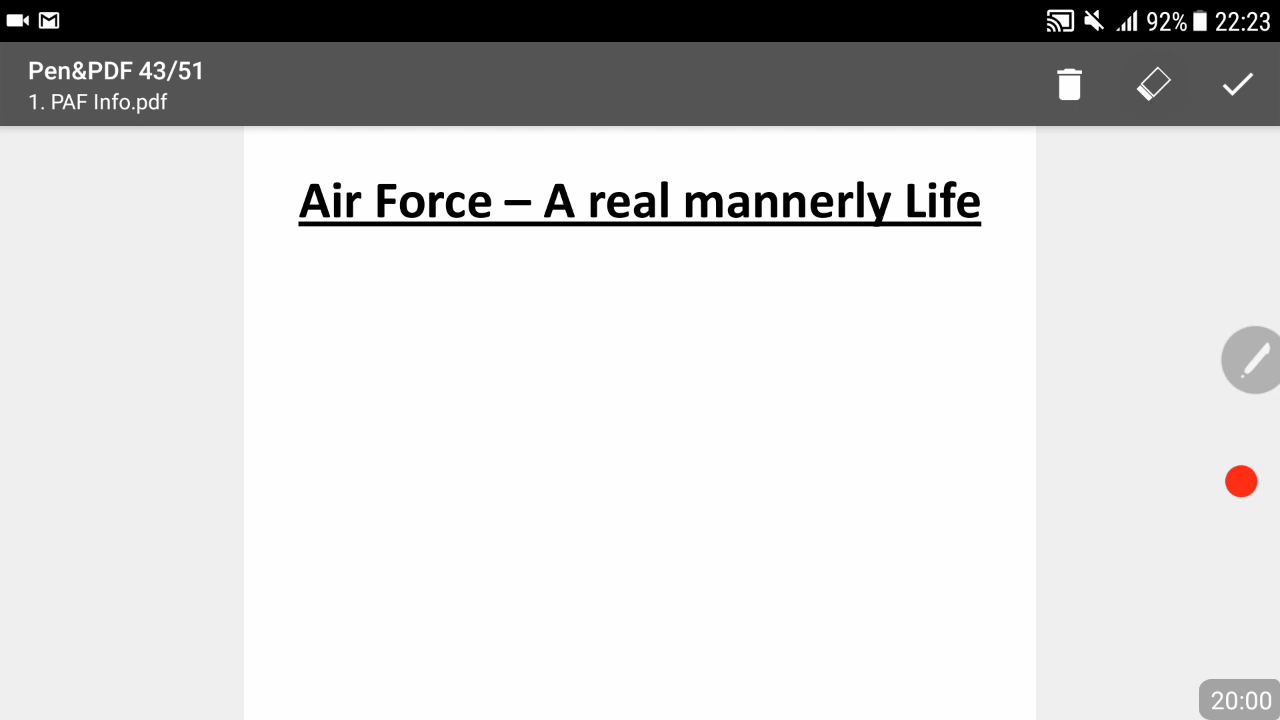 92% 22:23
Pen&PDF 43/51
1. PAF Info.pdf
Air Force – A real mannerly Life
20:00